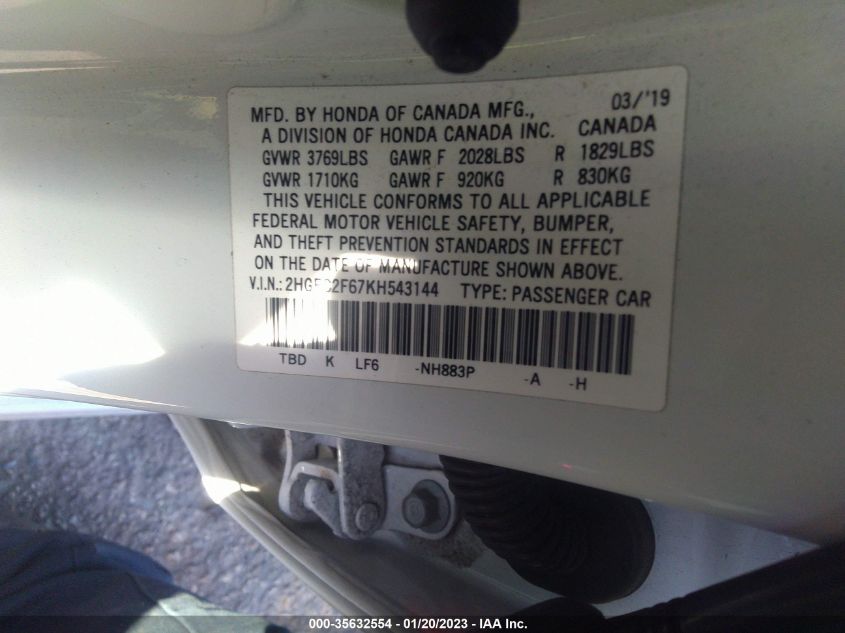 MFD. BY HONDA OF CANADA MFG., 03/'19
A DIVISION OF HONDA CANADA INC. CANADA
GVWR 3769LBS GAWR F 2028LBS R 1829LBS
GVWR 1710KG GAWR F 920KG R 830KG
THIS VEHICLE CONFORMS TO ALL APPLICABLE
FEDERAL MOTOR VEHICLE SAFETY, BUMPER,
AND THEFT PREVENTION STANDARDS IN EFFECT
ON THE DATE OF MANUFACTURE SHOWN ABOVE.
V.I.N.: 2HGFC2F67KH543144 TYPE: PASSENGER CAR
TBD K LF6 -NH883P -A -H
000-35632554 / 01/20/2023 - IAA Inc.